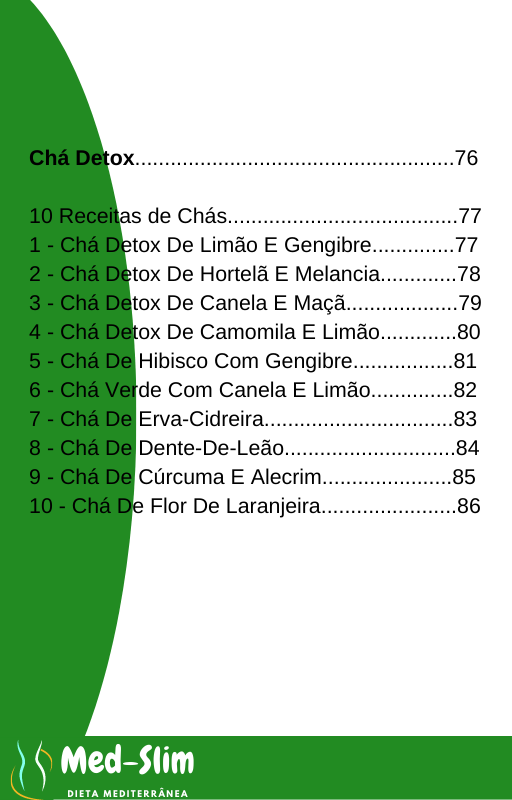 Chá Detox......................................................76
10 Receitas de Chás.......................................77
1 - Chá Detox De Limão E Gengibre..............77
2 - Chá Detox De Hortelã E Melancia.............78
3 - Chá Detox De Canela E Maçã...................79
4 - Chá Detox De Camomila E Limão.............80
5 - Chá De Hibisco Com Gengibre.................81
6 - Chá Verde Com Canela E Limão..............82
7 - Chá De Erva-Cidreira................................83
8 - Chá De Dente-De-Leão.............................84
9 - Chá De Cúrcuma E Alecrim......................85
10 - Chá De Flor De Laranjeira.......................86
Med-Slim
DIETA MEDITERRÂNEA